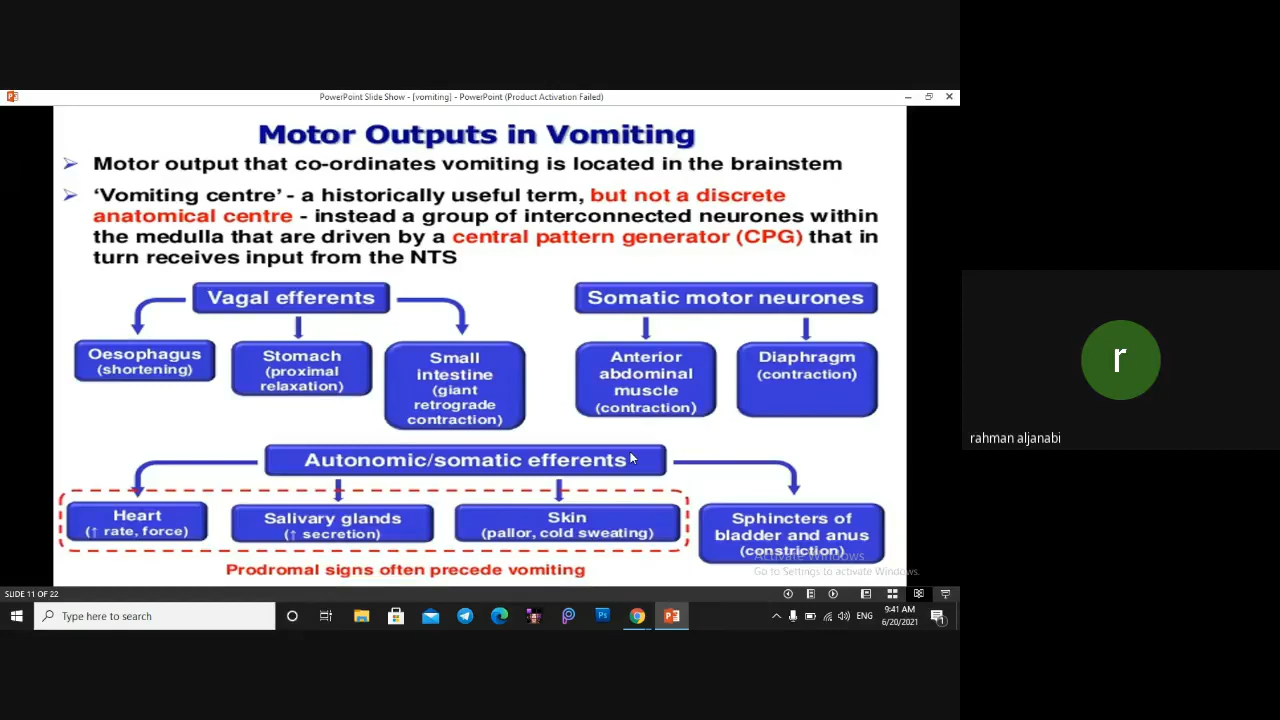 PowerPoint Slide Show - [vomiting] - PowerPoint (Product Activation Failed)
Motor Outputs in Vomiting
Motor output that co-ordinates vomiting is located in the brainstem
‘Vomiting centre’ - a historically useful term, but not a discrete
anatomical centre - instead a group of interconnected neurones within
the medulla that are driven by a central pattern generator (CPG) that in
turn receives input from the NTS
Vagal efferents
Oesophagus
(shortening)
Stomach
(proximal
relaxation)
Small
intestine
(giant
retrograde
contraction)
Somatic motor neurones
Anterior
abdominal
muscle
(contraction)
Diaphragm
(contraction)
Autonomic/somatic efferents
Heart
(↑ rate, force)
Salivary glands
(↑ secretion)
Skin
(pallor, cold sweating)
Sphincters of
bladder and anus
(constriction)
Prodromal signs often precede vomiting
Activate Windows
Go to Settings to activate Windows.
SLIDE 11 OF 22
Type here to search
Ps
ENG
9:41 AM
6/20/2021
1
r
rahman aljanabi